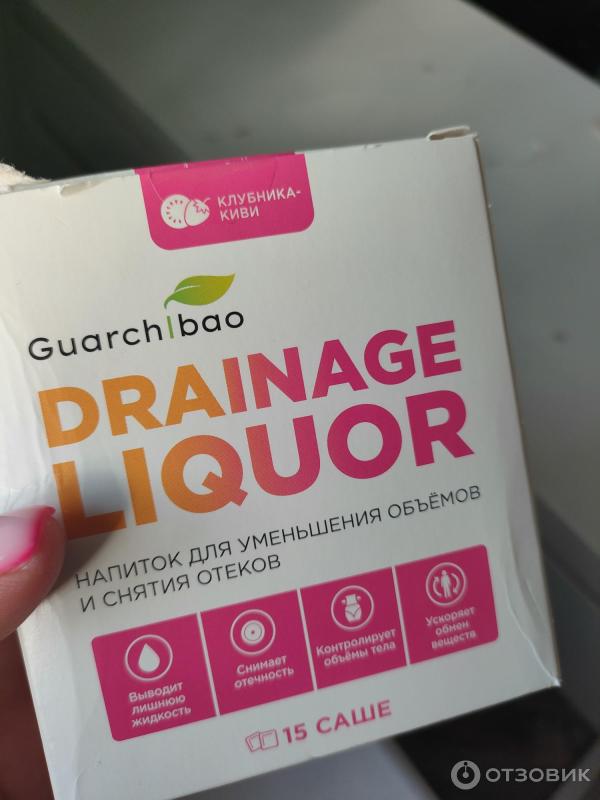 КЛУБНИКА-
КИВИ
Guarchibao
DRAINAGE
LIQUOR
НАПИТОК ДЛЯ УМЕНЬШЕНИЯ ОБЪЁМОВ
И СНЯТИЯ ОТЕКОВ
Выводит
лишнюю
жидкость
Снимает
отечность
Контролирует
объёмы тела
Ускоряет
обмен
веществ
15 САШЕ
ОТЗОВИК